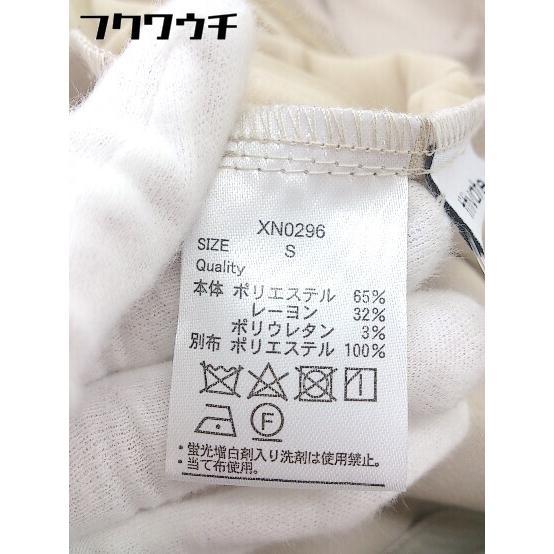 フクワウチ
XN0296
SIZE S
Quality
本体 ポリエステル 65%
レーヨン 32%
ポリウレタン 3%
別布 ポリエステル 100%
F
・蛍光増白剤入り洗剤は使用禁止。
・当て布使用。